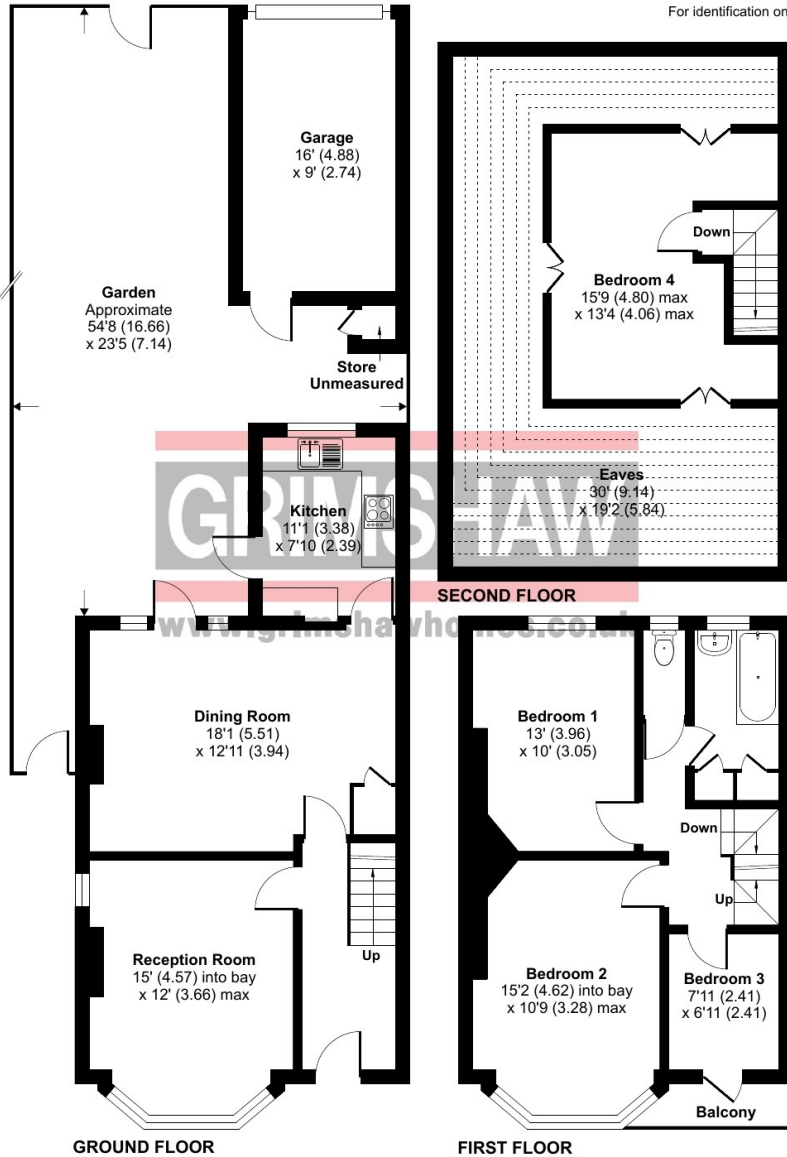 For identification on
Garage
16' (4.88)
x 9' (2.74)
Garden
Approximate
54'8 (16.66)
x 23'5 (7.14)
Store
Unmeasured
Kitchen
11'1 (3.38)
x 7'10 (2.39)
Dining Room
18'1 (5.51)
x 12'11 (3.94)
Reception Room
15' (4.57) into bay
x 12' (3.66) max
Up
GROUND FLOOR
Down
Bedroom 4
15'9 (4.80) max
x 13'4 (4.06) max
Eaves
30' (9.14)
x 19'2 (5.84)
SECOND FLOOR
GRIMSHAW
www.grimshawhomes.co.uk
Bedroom 1
13' (3.96)
x 10' (3.05)
Down
Up
Bedroom 2
15'2 (4.62) into bay
x 10'9 (3.28) max
Bedroom 3
7'11 (2.41)
x 6'11 (2.41)
Balcony
FIRST FLOOR